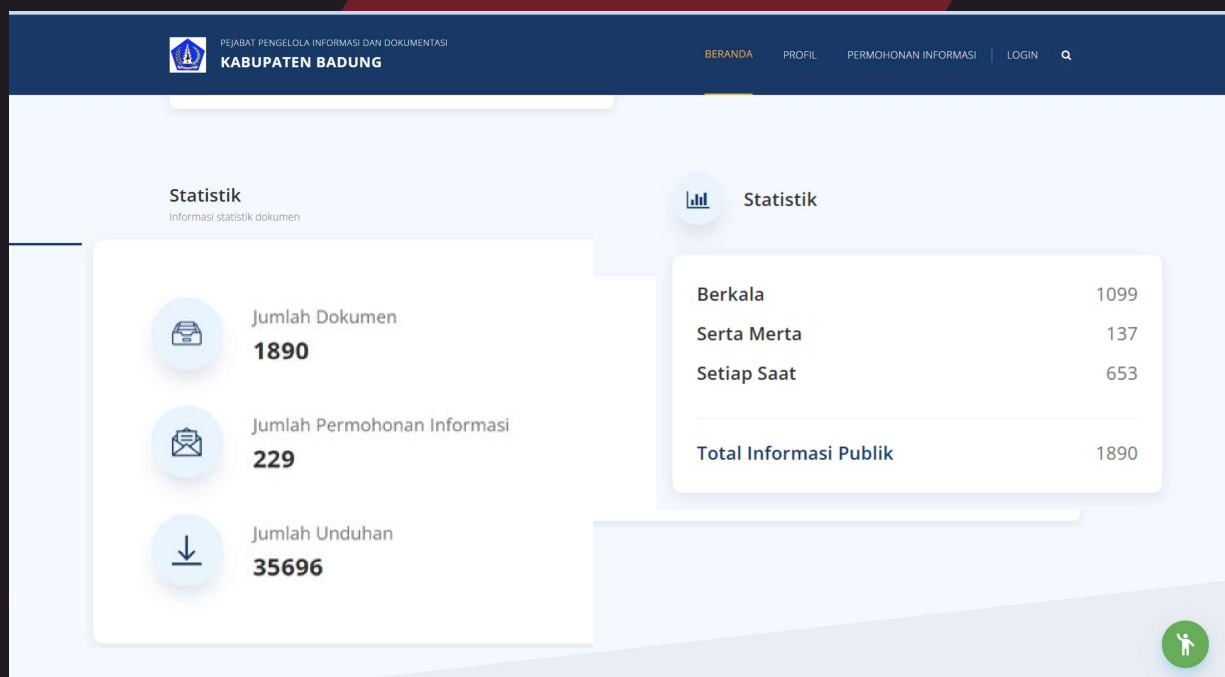 PEJABAT PENGELOLA INFORMASI DAN DOKUMENTASI
KABUPATEN BADUNG
BERANDA PROFIL PERMOHONAN INFORMASI LOGIN
Statistik
Informasi statistik dokumen
Jumlah Dokumen
1890
Jumlah Permohonan Informasi
229
Jumlah Unduhan
35696
Statistik
Berkala 1099
Serta Merta 137
Setiap Saat 653
Total Informasi Publik 1890